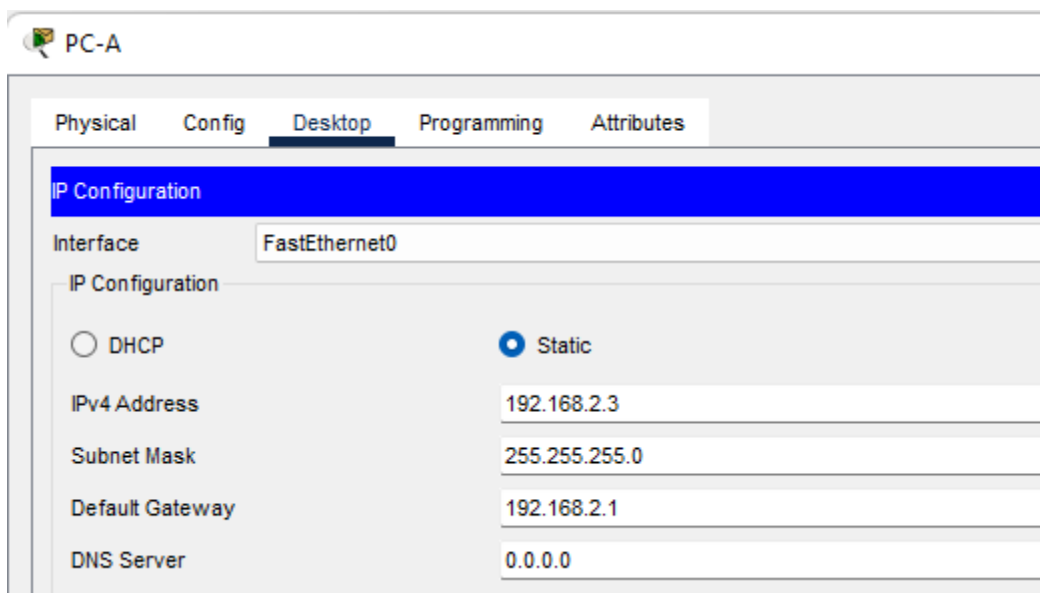 PC-A
Physical Config Desktop Programming Attributes
IP Configuration
Interface FastEthernet0
IP Configuration
DHCP Static
IPv4 Address 192.168.2.3
Subnet Mask 255.255.255.0
Default Gateway 192.168.2.1
DNS Server 0.0.0.0